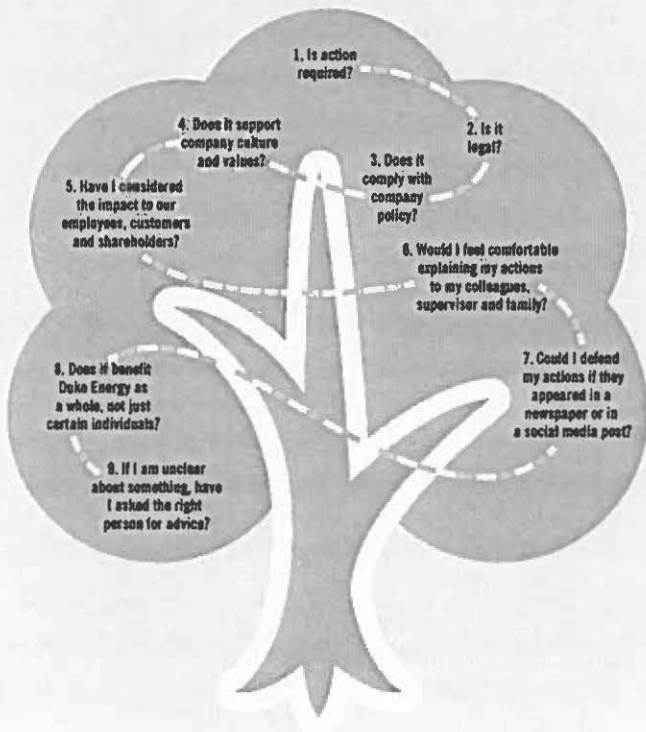 1. Is action
required?
2. Is it
legal?
3. Does it
comply with
company
policy?
4. Does it support
company culture
and values?
5. Have I considered
the impact to our
employees, customers
and shareholders?
6. Would I feel comfortable
explaining my actions
to my colleagues,
supervisor and family?
7. Could I defend
my actions if they
appeared in a
newspaper or in
a social media post?
8. Does it benefit
Duke Energy as
a whole, not just
certain individuals?
9. If I am unclear
about something, have
I asked the right
person for advice?